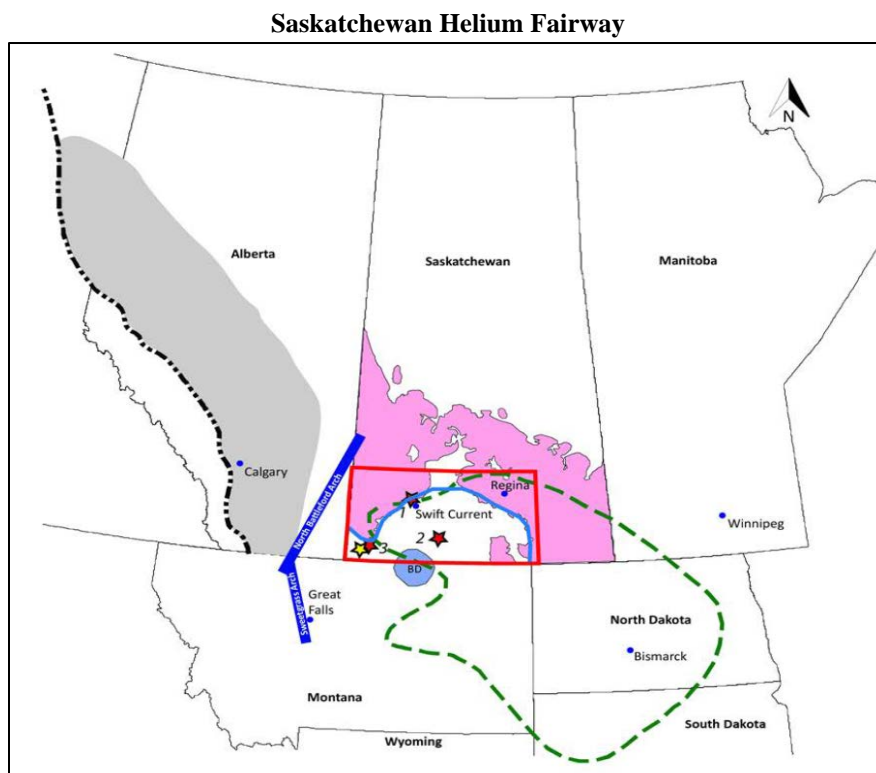 Saskatchewan Helium Fairway
N
Alberta
Saskatchewan
Manitoba
Calgary
North Battleford Arch
Regina
1
Swift Current
Winnipeg
2
3
BD
Sweetgrass Arch
Great
Falls
North Dakota
Bismarck
Montana
South Dakota
Wyoming